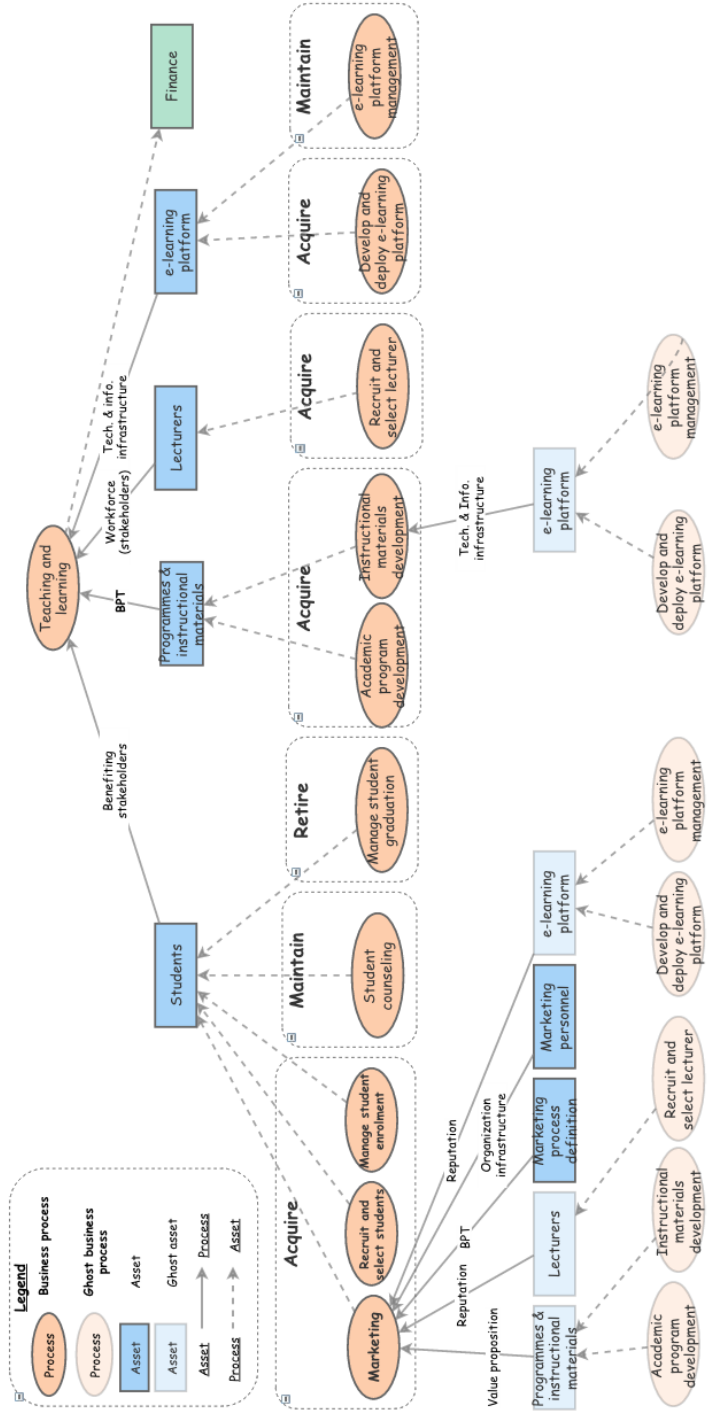 Legend
Process
Business process
Process
Ghost business
process
Asset
Asset
Asset
Ghost asset
Asset
Process
Process
Asset
Teaching and
learning
Benefiting
stakeholders
BPT
Workforce
(stakeholders)
Tech. & info.
infrastructure
Students
Programmes &
instructional
materials
Lecturers
e-learning
platform
Finance
Acquire
Marketing
Recruit and
select students
Manage student
enrolment
Maintain
Student
counseling
Retire
Manage student
graduation
Acquire
Academic
program
development
Instructional
materials
development
Acquire
Recruit and
select lecturer
Acquire
Develop and
deploy e-learning
platform
Maintain
e-learning
platform
management
Value proposition
Reputation
BPT
Organization
infrastructure
Reputation
Tech. & Info.
infrastructure
Programmes &
instructional
materials
Lecturers
Marketing
process
definition
Marketing
personnel
e-learning
platform
e-learning
platform
Academic
program
development
Instructional
materials
development
Recruit and
select lecturer
Develop and
deploy e-learning
platform
e-learning
platform
management
Develop and
deploy e-learning
platform
e-learning
platform
management